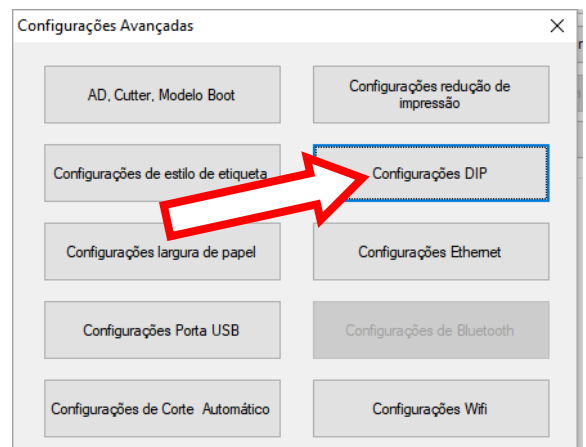 Configurações Avançadas
AD, Cutter, Modelo Boot
Configurações redução de
impressão
Configurações de estilo de etiqueta
Configurações DIP
Configurações largura de papel
Configurações Ethernet
Configurações Porta USB
Configurações de Bluetooth
Configurações de Corte Automático
Configurações Wifi